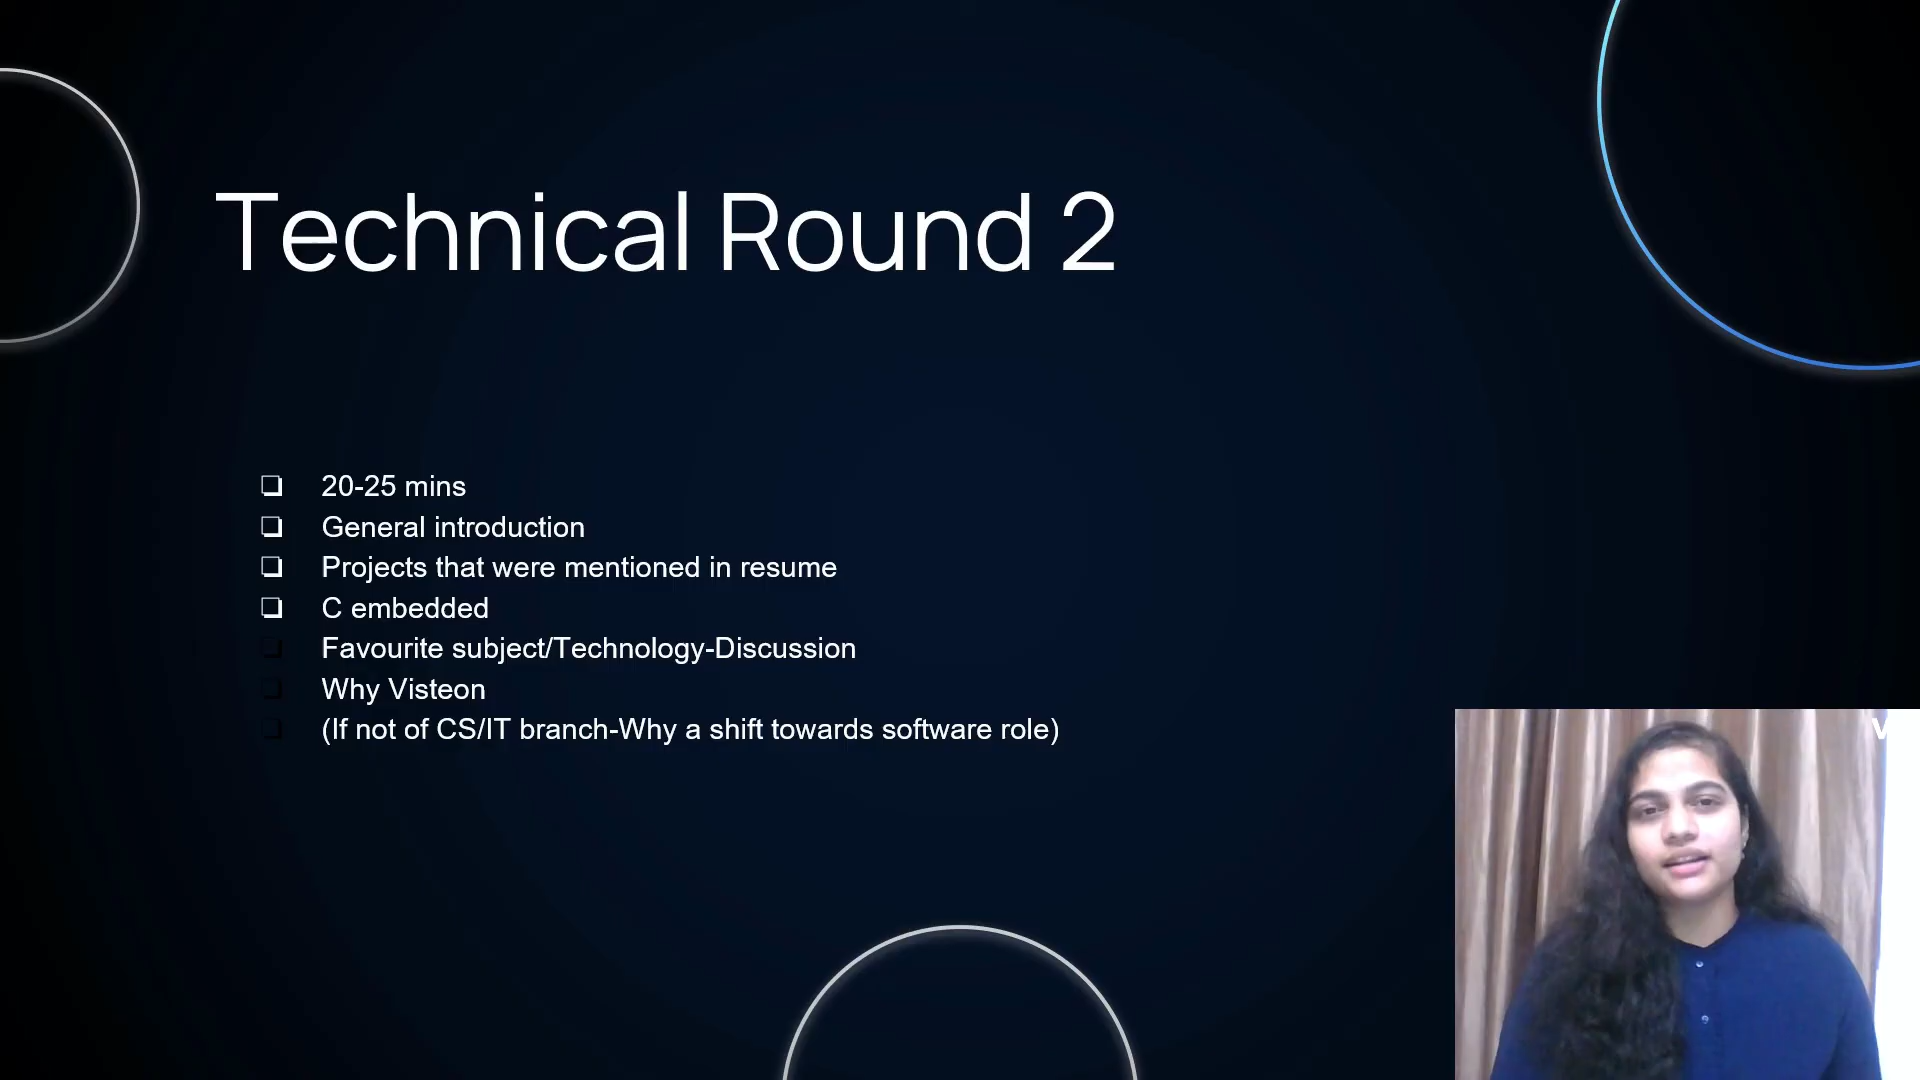 Technical Round 2
20-25 mins
General introduction
Projects that were mentioned in resume
C embedded
Favourite subject/Technology-Discussion
Why Visteon
(If not of CS/IT branch-Why a shift towards software role)